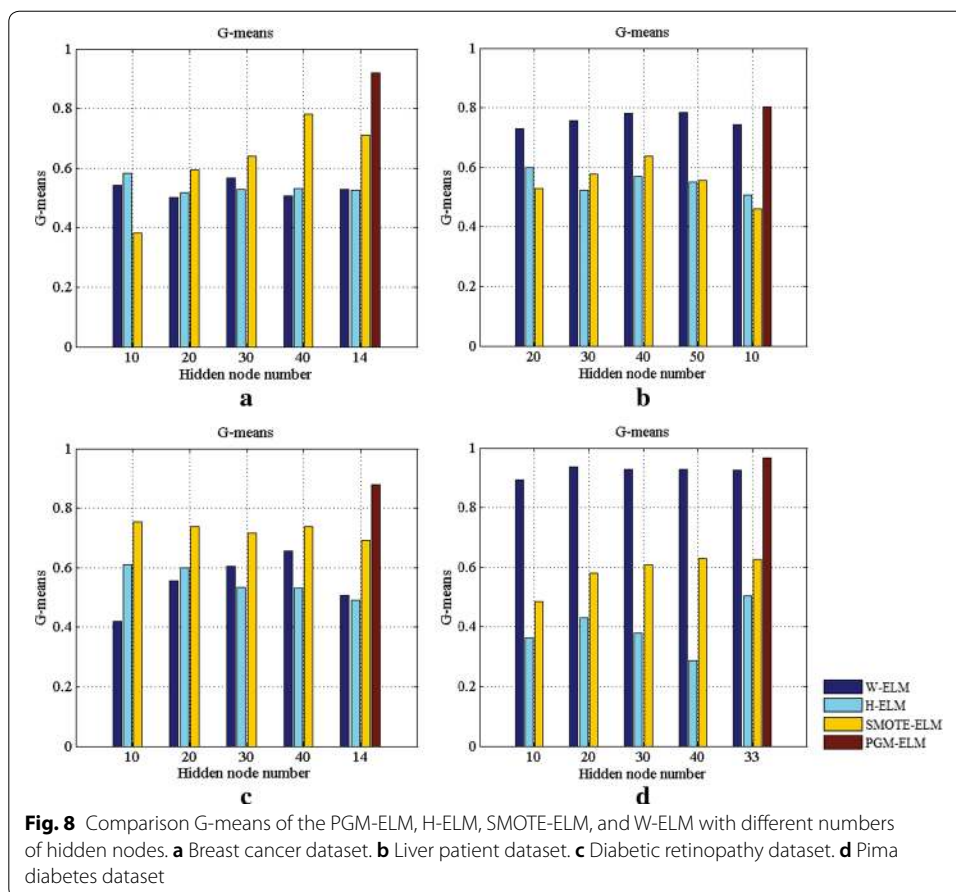 G-means
1
0.8
0.6
0.4
0.2
0
G-means
10 20 30 40 14
Hidden node number
a
G-means
1
0.8
0.6
0.4
0.2
0
G-means
20 30 40 50 10
Hidden node number
b
G-means
1
0.8
0.6
0.4
0.2
0
G-means
10 20 30 40 14
Hidden node number
c
G-means
1
0.8
0.6
0.4
0.2
0
G-means
10 20 30 40 33
Hidden node number
d
W-ELM
H-ELM
SMOTE-ELM
PGM-ELM
Fig. 8 Comparison G-means of the PGM-ELM, H-ELM, SMOTE-ELM, and W-ELM with different numbers
of hidden nodes. a Breast cancer dataset. b Liver patient dataset. c Diabetic retinopathy dataset. d Pima
diabetes dataset